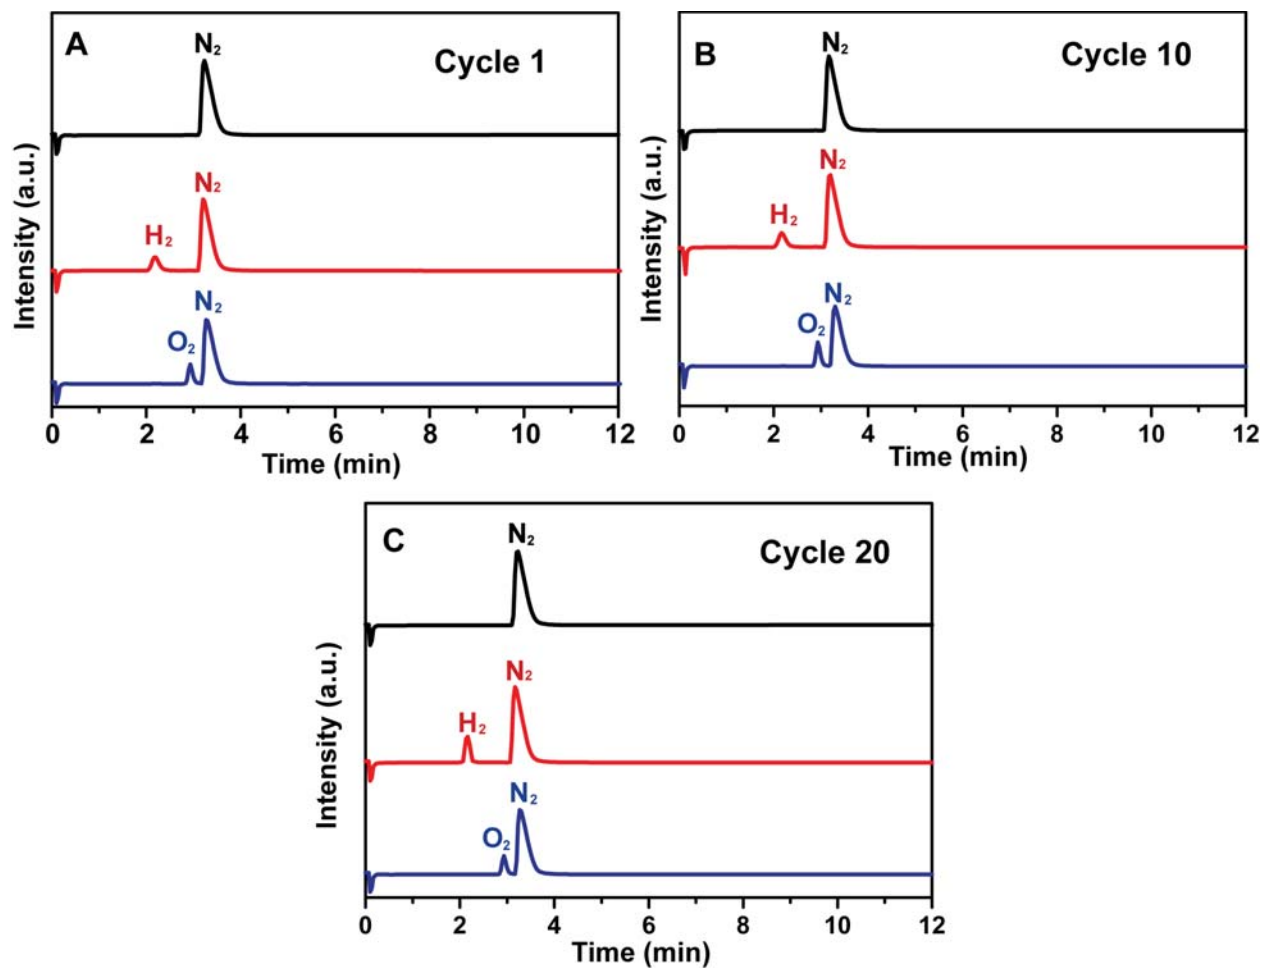 A
N₂
Cycle 1
N₂
H₂
N₂
O₂
Intensity (a.u.)
0 2 4 6 8 10 12
Time (min)
B
N₂
Cycle 10
N₂
H₂
N₂
O₂
Intensity (a.u.)
0 2 4 6 8 10 12
Time (min)
C
N₂
Cycle 20
N₂
H₂
N₂
O₂
Intensity (a.u.)
0 2 4 6 8 10 12
Time (min)